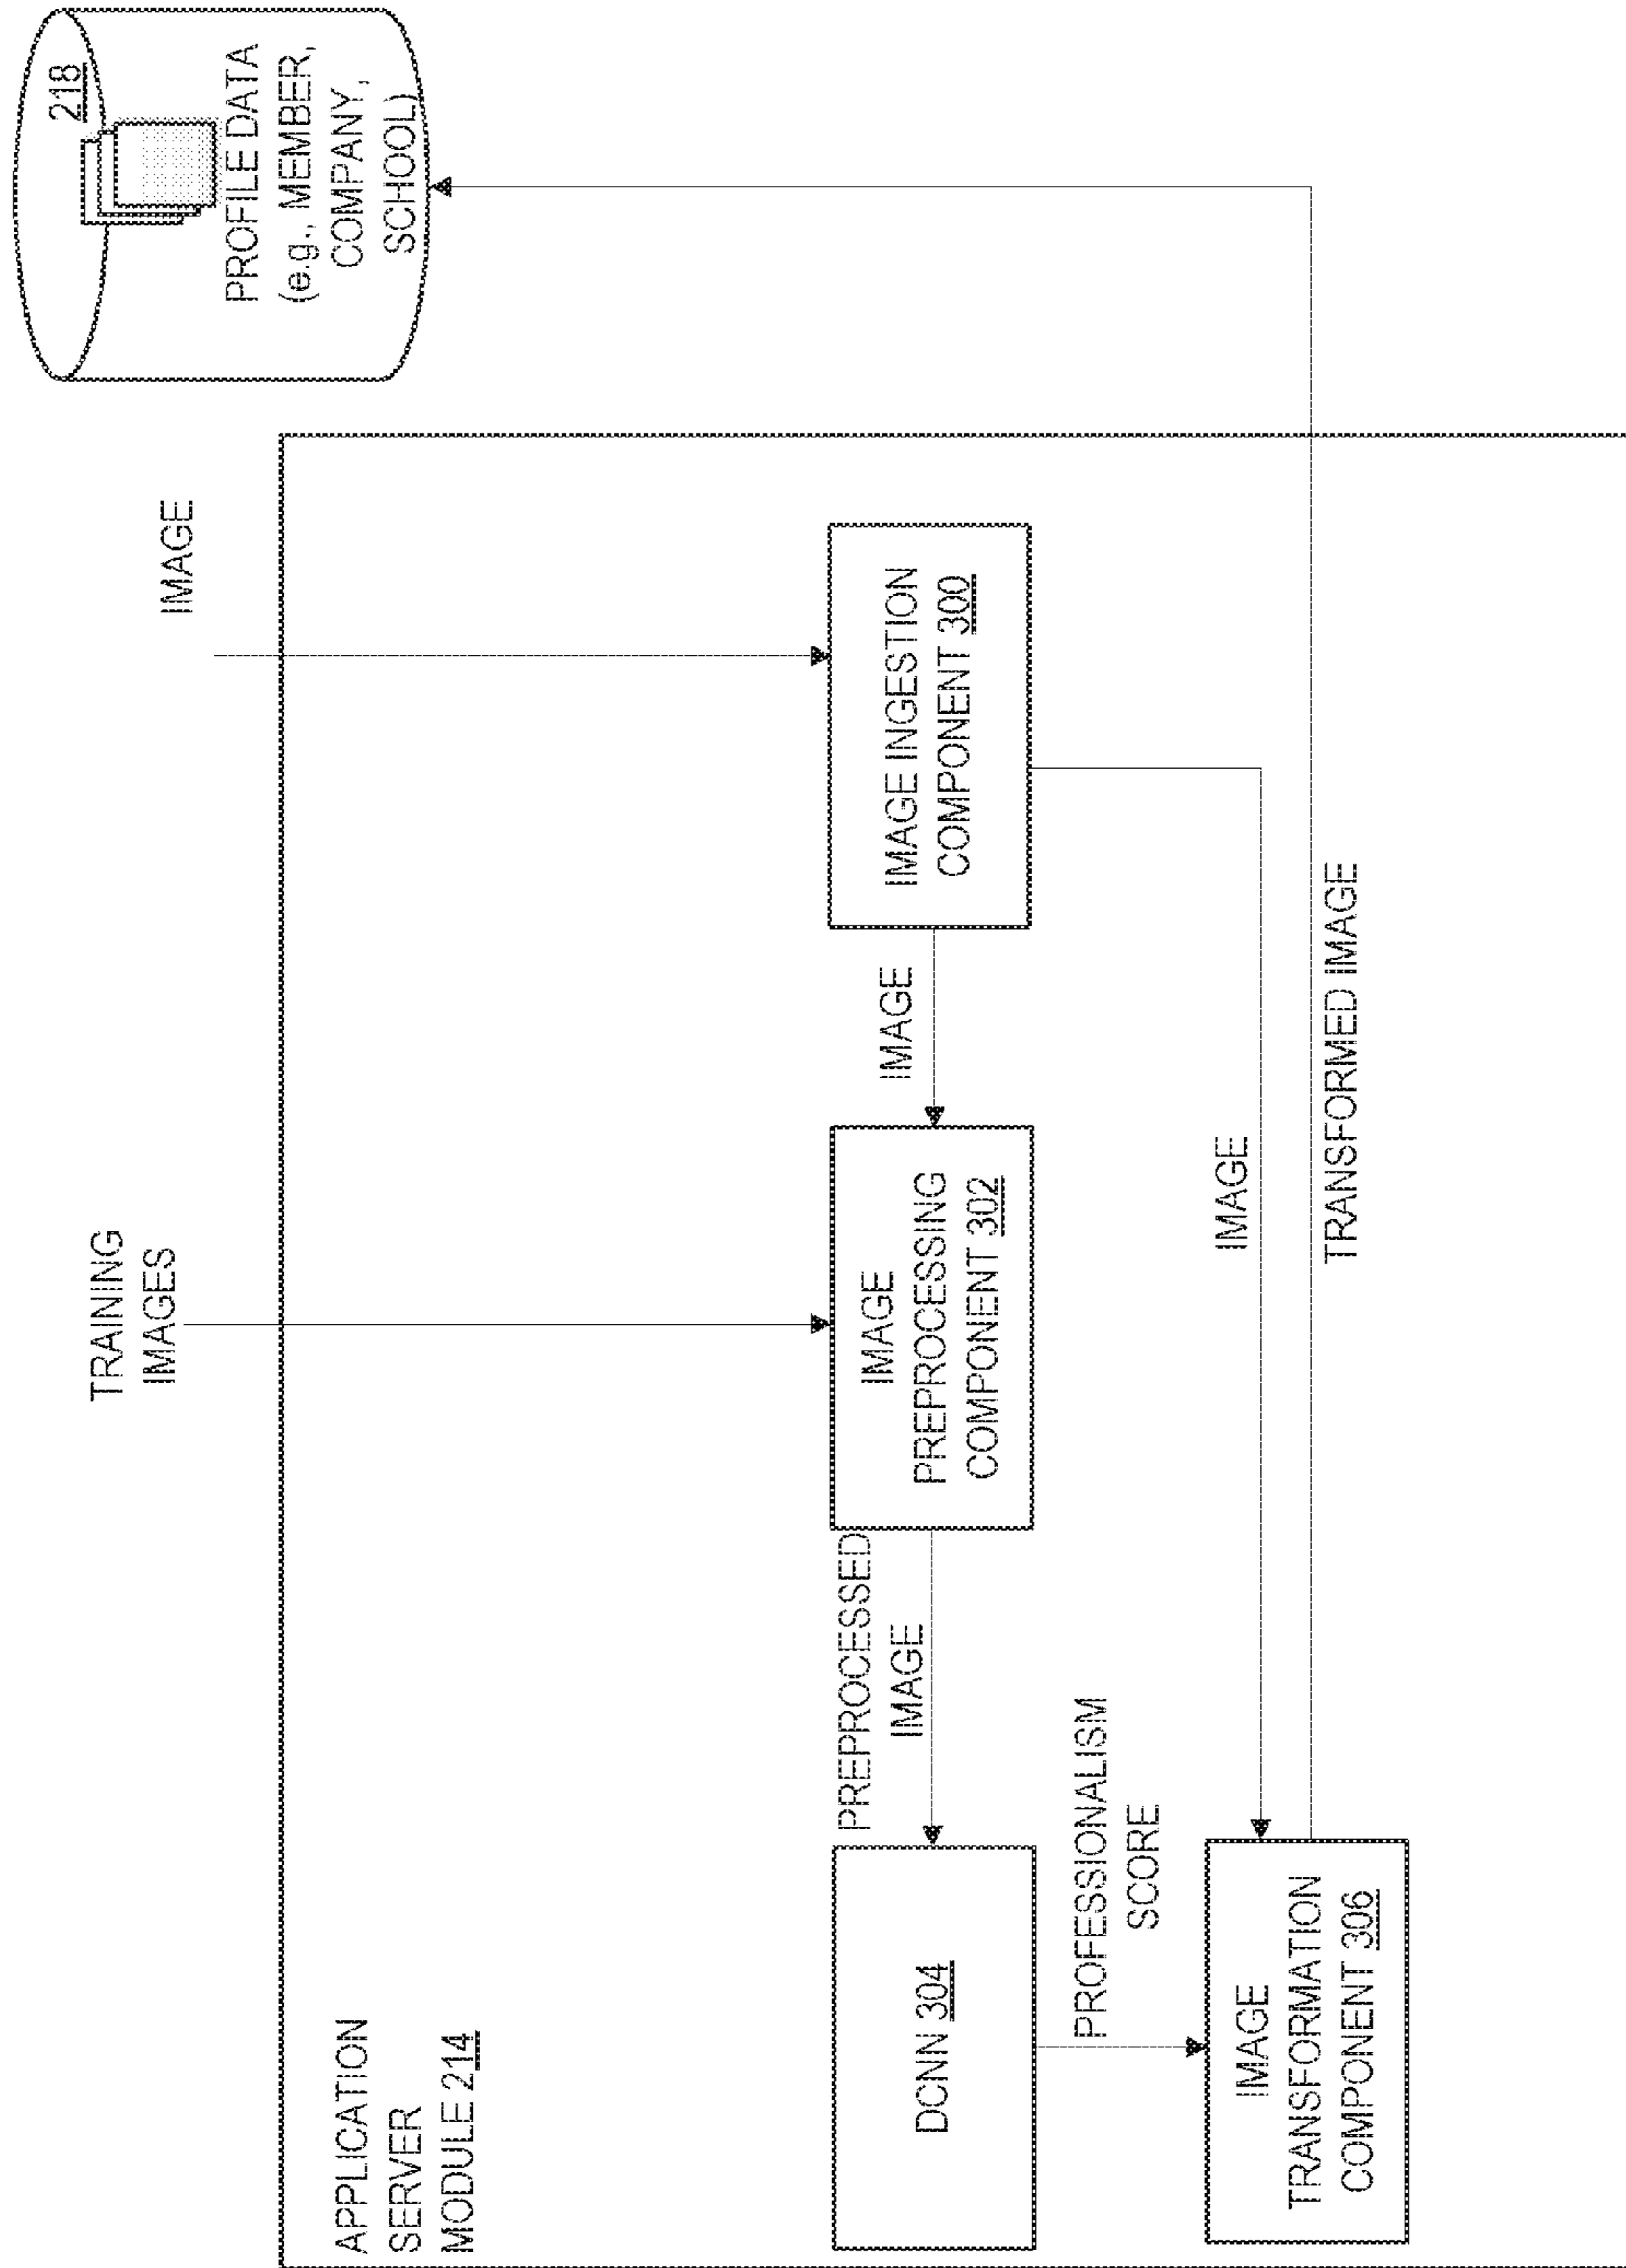 APPLICATION
SERVER
MODULE 214
TRAINING
IMAGES
IMAGE
218
PROFILE DATA
(e.g., MEMBER,
COMPANY,
SCHOOL)
DCNN 304
PREPROCESSED
IMAGE
IMAGE
PREPROCESSING
COMPONENT 302
IMAGE
IMAGE INGESTION
COMPONENT 300
PROFESSIONALISM
SCORE
IMAGE
TRANSFORMATION
COMPONENT 306
IMAGE
TRANSFORMED IMAGE